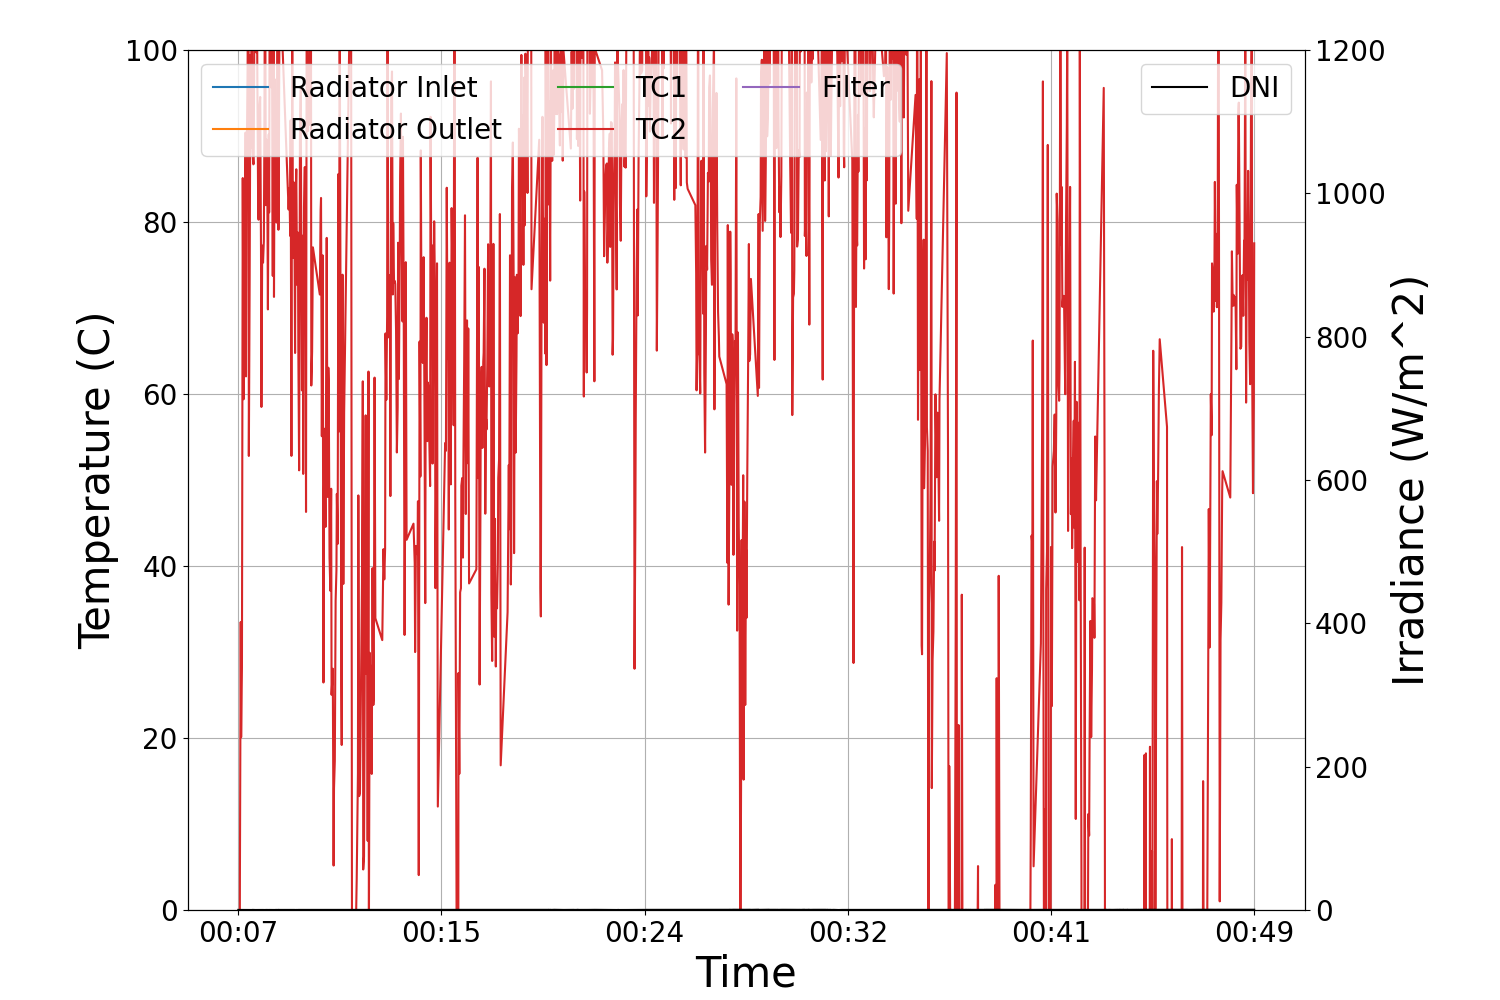 100
80
60
40
20
0
Temperature (C)
Radiator Inlet
Radiator Outlet
TC1
TC2
Filter
DNI
1200
1000
800
600
400
200
0
Irradiance (W/m^2)
00:07
00:15
00:24
00:32
00:41
00:49
Time